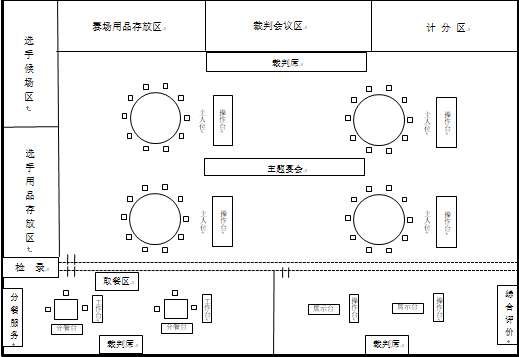 赛场用品存放区
裁判会议区
计 分 区
选手候场区
裁判席
主人位
操作台
主人位
操作台
选手用品存放区
主题宴会
主人位
操作台
主人位
操作台
检 录
取餐区
分餐服务
工作台
分餐台
工作台
分餐台
裁判席
展示台
操作台
展示台
操作台
裁判席
综合评价